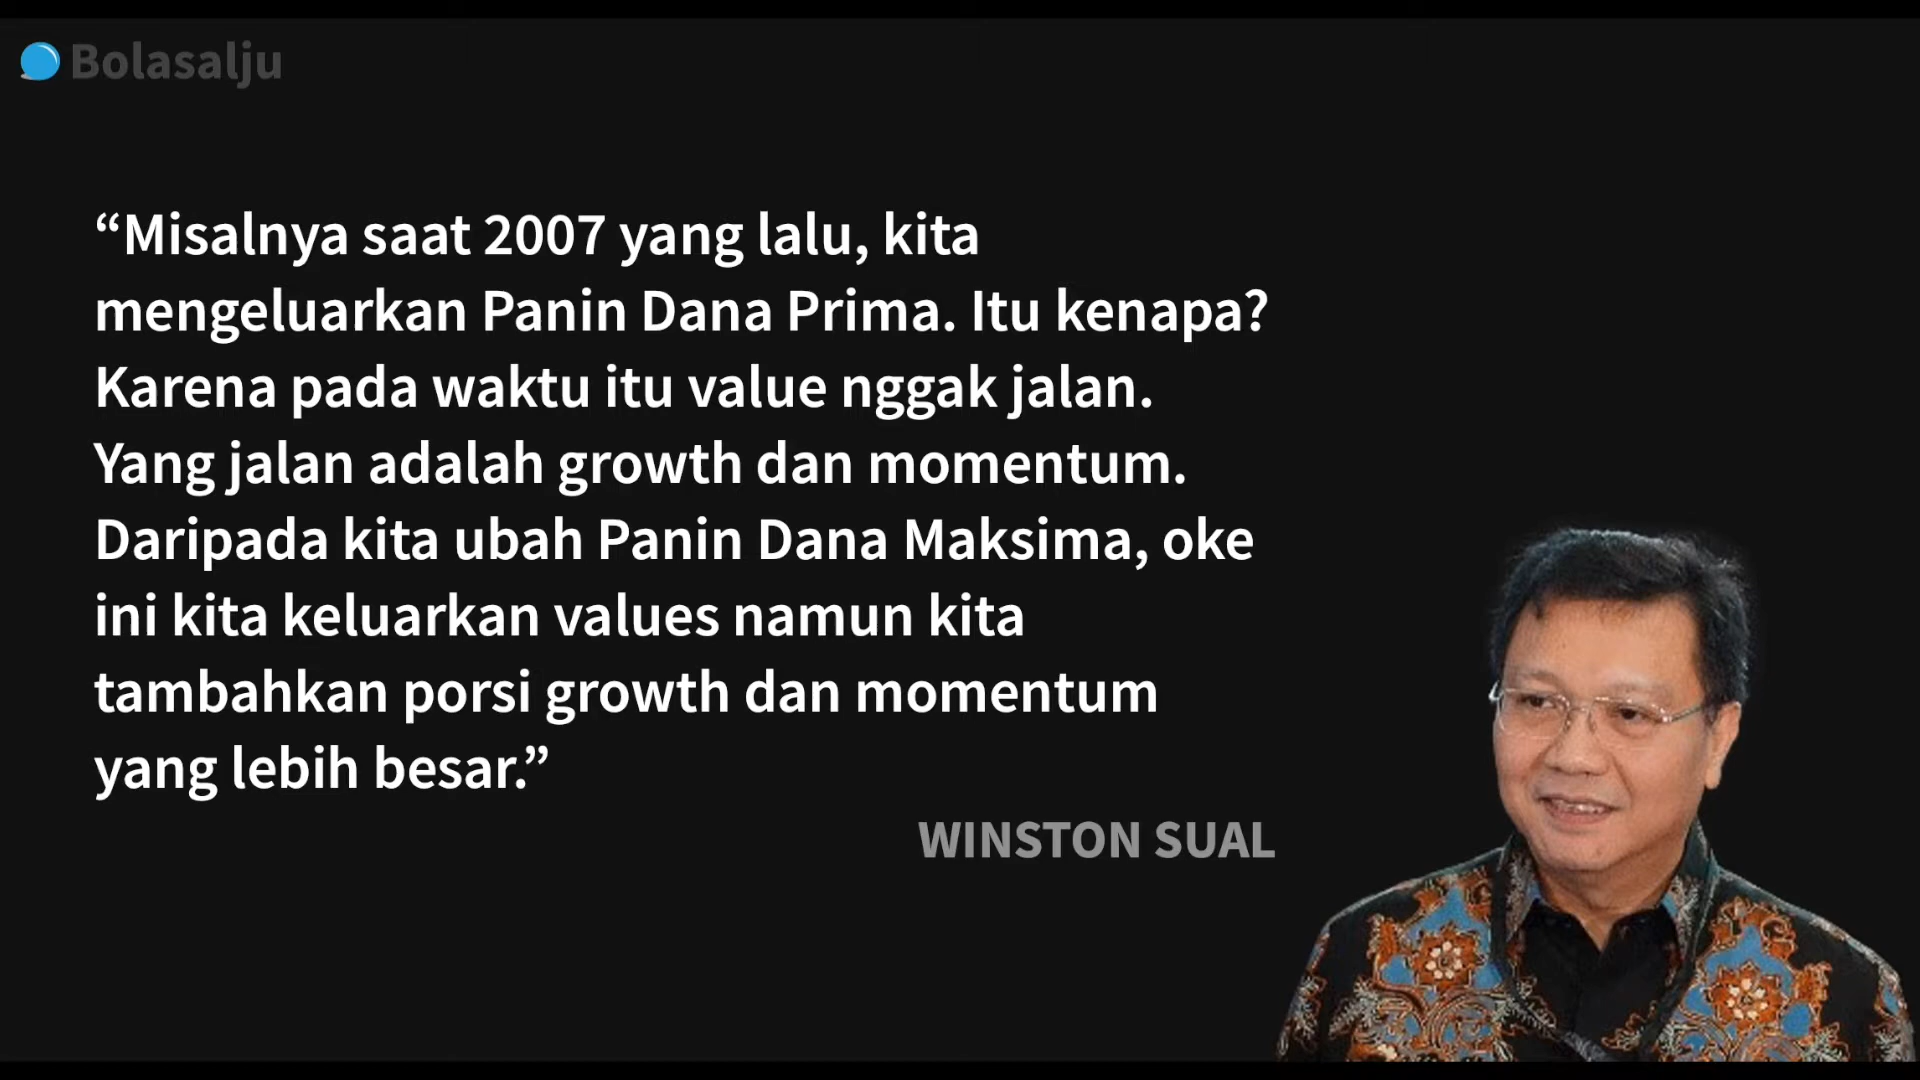 Bolasalju
“Misalnya saat 2007 yang lalu, kita
mengeluarkan Panin Dana Prima. Itu kenapa?
Karena pada waktu itu value nggak jalan.
Yang jalan adalah growth dan momentum.
Daripada kita ubah Panin Dana Maksima, oke
ini kita keluarkan values namun kita
tambahkan porsi growth dan momentum
yang lebih besar.”
WINSTON SUAL